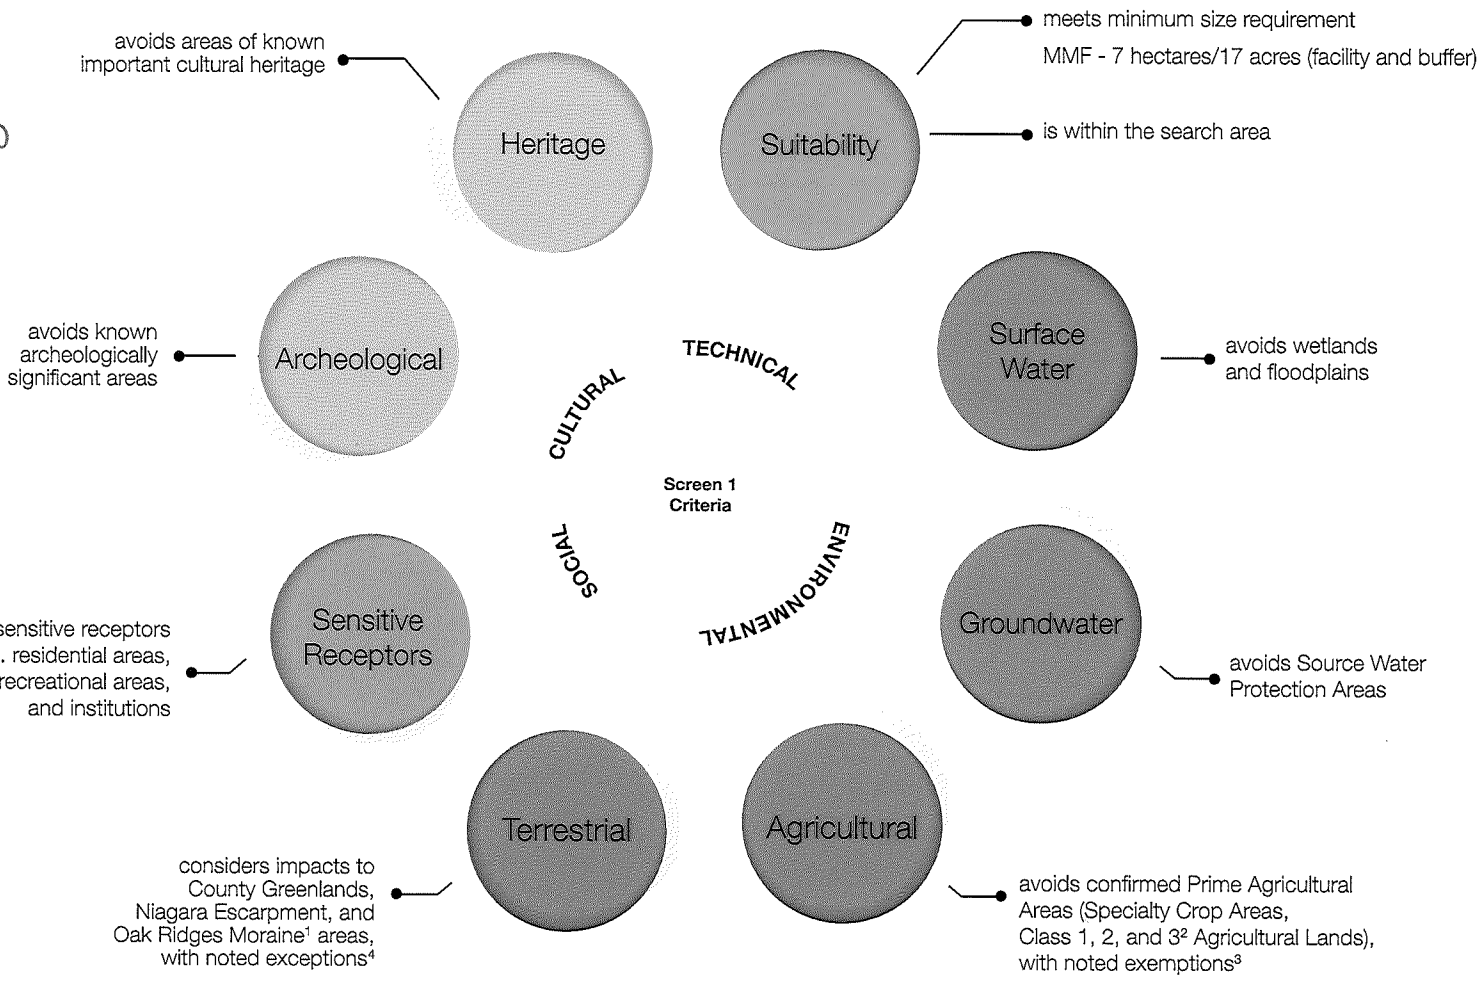 avoids areas of known
important cultural heritage
Heritage
Suitability
meets minimum size requirement
MMF - 7 hectares/17 acres (facility and buffer)
is within the search area
avoids known
archeologically
significant areas
Archeological
Surface
Water
avoids wetlands
and floodplains
TECHNICAL
CULTURAL
Screen 1
Criteria
SOCIAL
ENVIRONMENTAL
sensitive receptors
. residential areas,
recreational areas,
and institutions
Sensitive
Receptors
Groundwater
avoids Source Water
Protection Areas
Terrestrial
considers impacts to
County Greenlands,
Niagara Escarpment, and
Oak Ridges Moraine¹ areas,
with noted exceptions⁴
Agricultural
avoids confirmed Prime Agricultural
Areas (Specialty Crop Areas,
Class 1, 2, and 3² Agricultural Lands),
with noted exemptions³